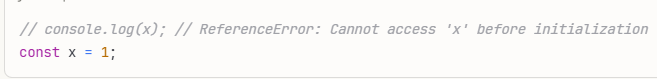 // console.log(x); // ReferenceError: Cannot access 'x' before initialization
const x = 1;